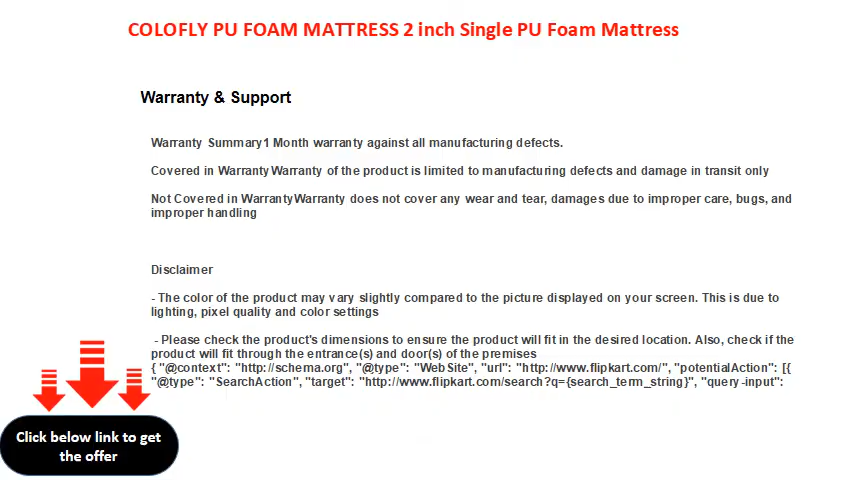 COLOFLY PU FOAM MATTRESS 2 inch Single PU Foam Mattress
Warranty & Support
Warranty Summary1 Month warranty against all manufacturing defects.
Covered in WarrantyWarranty of the product is limited to manufacturing defects and damage in transit only
Not Covered in WarrantyWarranty does not cover any wear and tear, damages due to improper care, bugs, and
improper handling
Disclaimer
- The color of the product may vary slightly compared to the picture displayed on your screen. This is due to
lighting, pixel quality and color settings
- Please check the product's dimensions to ensure the product will fit in the desired location. Also, check if the
product will fit through the entrance(s) and door(s) of the premises
{ "@context": "http://schema.org", "@type": "WebSite", "url": "http://www.flipkart.com/", "potentialAction": [{
"@type": "SearchAction", "target": "http://www.flipkart.com/search?q={search_term_string}", "query-input":
Click below link to get
the offer